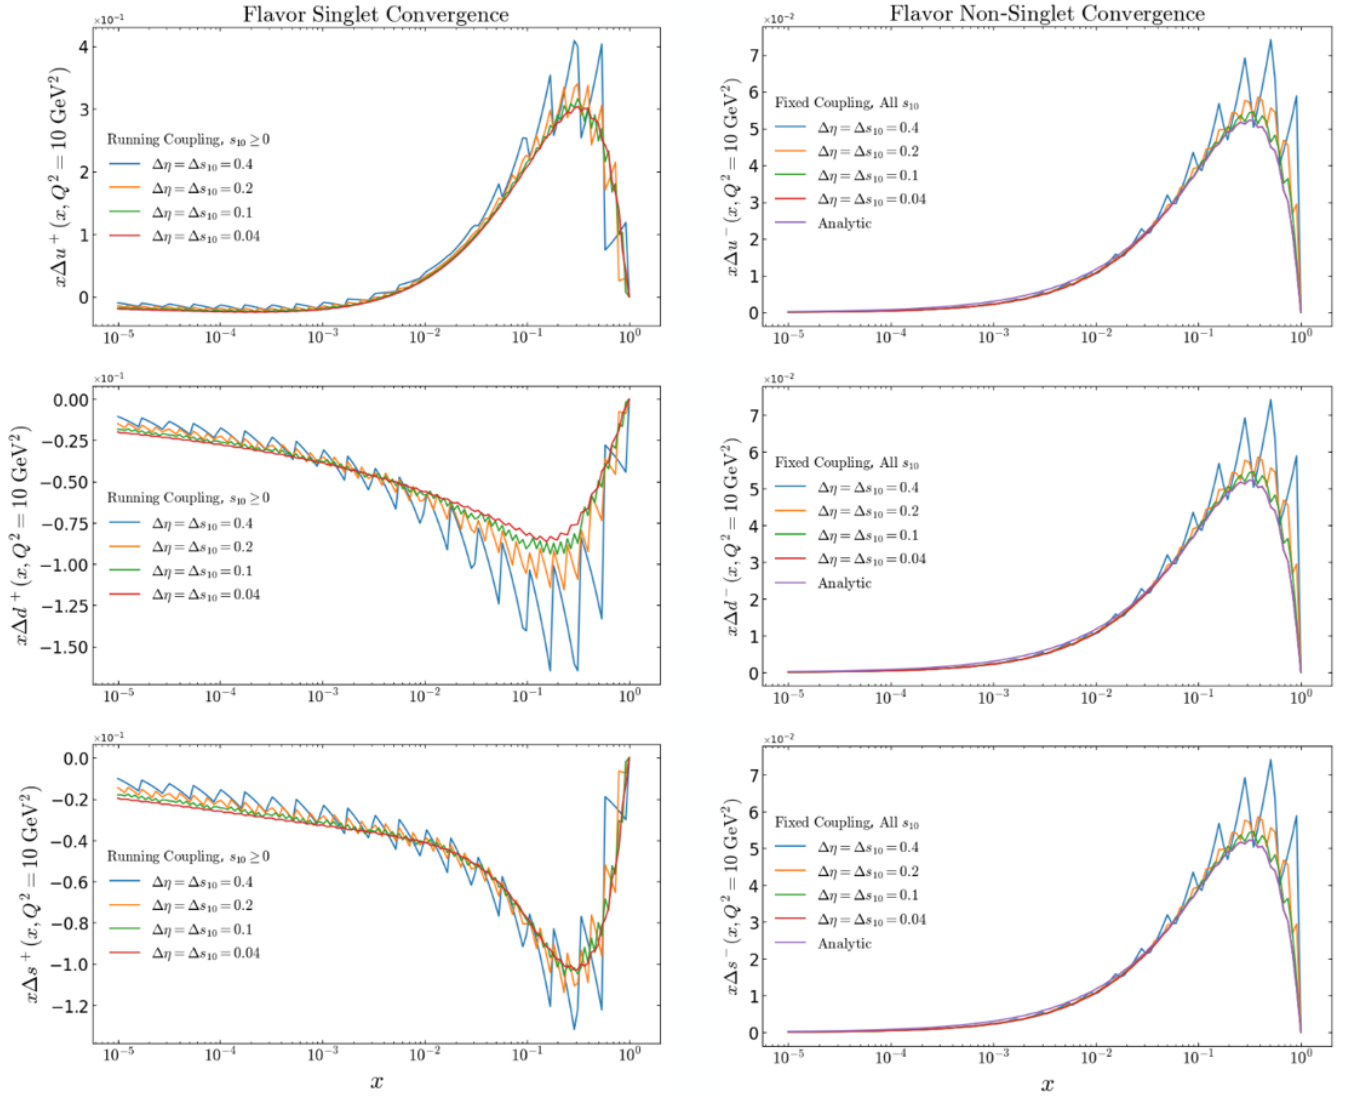 Flavor Singlet Convergence
×10⁻¹
xΔu⁺(x, Q² = 10 GeV²)
4
3
2
1
0
Running Coupling, s₁₀ ≥ 0
Δη = Δs₁₀ = 0.4
Δη = Δs₁₀ = 0.2
Δη = Δs₁₀ = 0.1
Δη = Δs₁₀ = 0.04
10⁻⁵ 10⁻⁴ 10⁻³ 10⁻² 10⁻¹ 10⁰
Flavor Non-Singlet Convergence
×10⁻²
xΔu⁻(x, Q² = 10 GeV²)
7
6
5
4
3
2
1
0
Fixed Coupling, All s₁₀
Δη = Δs₁₀ = 0.4
Δη = Δs₁₀ = 0.2
Δη = Δs₁₀ = 0.1
Δη = Δs₁₀ = 0.04
Analytic
10⁻⁵ 10⁻⁴ 10⁻³ 10⁻² 10⁻¹ 10⁰
×10⁻¹
xΔd⁺(x, Q² = 10 GeV²)
0.00
−0.25
−0.50
−0.75
−1.00
−1.25
−1.50
Running Coupling, s₁₀ ≥ 0
Δη = Δs₁₀ = 0.4
Δη = Δs₁₀ = 0.2
Δη = Δs₁₀ = 0.1
Δη = Δs₁₀ = 0.04
10⁻⁵ 10⁻⁴ 10⁻³ 10⁻² 10⁻¹ 10⁰
×10⁻²
xΔd⁻(x, Q² = 10 GeV²)
7
6
5
4
3
2
1
0
Fixed Coupling, All s₁₀
Δη = Δs₁₀ = 0.4
Δη = Δs₁₀ = 0.2
Δη = Δs₁₀ = 0.1
Δη = Δs₁₀ = 0.04
Analytic
10⁻⁵ 10⁻⁴ 10⁻³ 10⁻² 10⁻¹ 10⁰
×10⁻¹
xΔs⁺(x, Q² = 10 GeV²)
0.0
−0.2
−0.4
−0.6
−0.8
−1.0
−1.2
Running Coupling, s₁₀ ≥ 0
Δη = Δs₁₀ = 0.4
Δη = Δs₁₀ = 0.2
Δη = Δs₁₀ = 0.1
Δη = Δs₁₀ = 0.04
10⁻⁵ 10⁻⁴ 10⁻³ 10⁻² 10⁻¹ 10⁰
x
×10⁻²
xΔs⁻(x, Q² = 10 GeV²)
7
6
5
4
3
2
1
0
Fixed Coupling, All s₁₀
Δη = Δs₁₀ = 0.4
Δη = Δs₁₀ = 0.2
Δη = Δs₁₀ = 0.1
Δη = Δs₁₀ = 0.04
Analytic
10⁻⁵ 10⁻⁴ 10⁻³ 10⁻² 10⁻¹ 10⁰
x